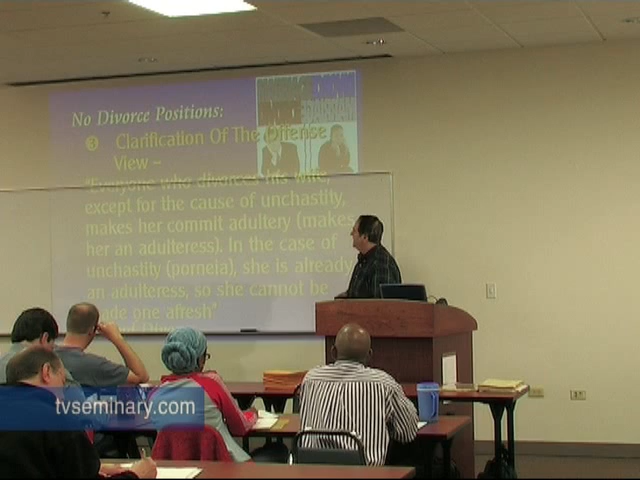 No Divorce Positions:
❸ Clarification Of The Offense
View –
"Everyone who divorces his wife,
except for the cause of unchastity,
makes her commit adultery (makes
her an adulteress). In the case of
unchastity (porneia), she is already
an adulteress, so she cannot be
made one afresh"
tvseminary.com